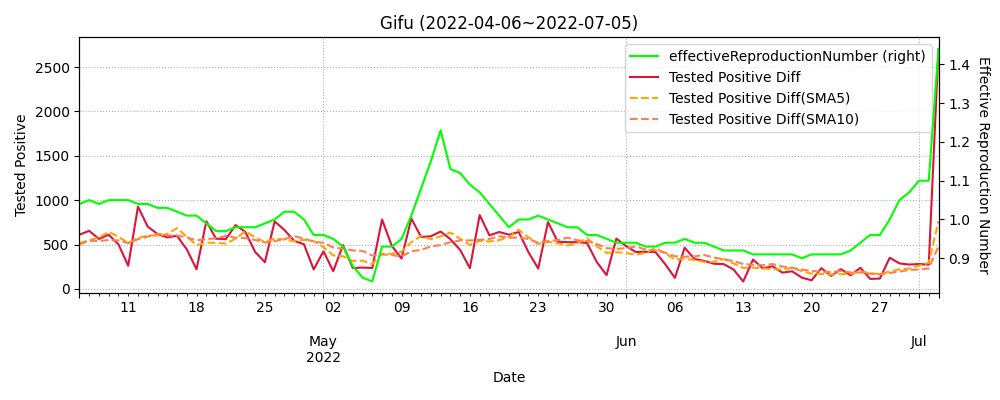 Gifu (2022-04-06~2022-07-05)
effectiveReproductionNumber (right)
Tested Positive Diff
Tested Positive Diff(SMA5)
Tested Positive Diff(SMA10)
Tested Positive
2500
2000
1500
1000
500
0
1.4
1.3
1.2
1.1
1.0
0.9
Effective Reproduction Number
11 18 25 02 09 16 23 30 06 13 20 27
May Jun Jul
2022
Date